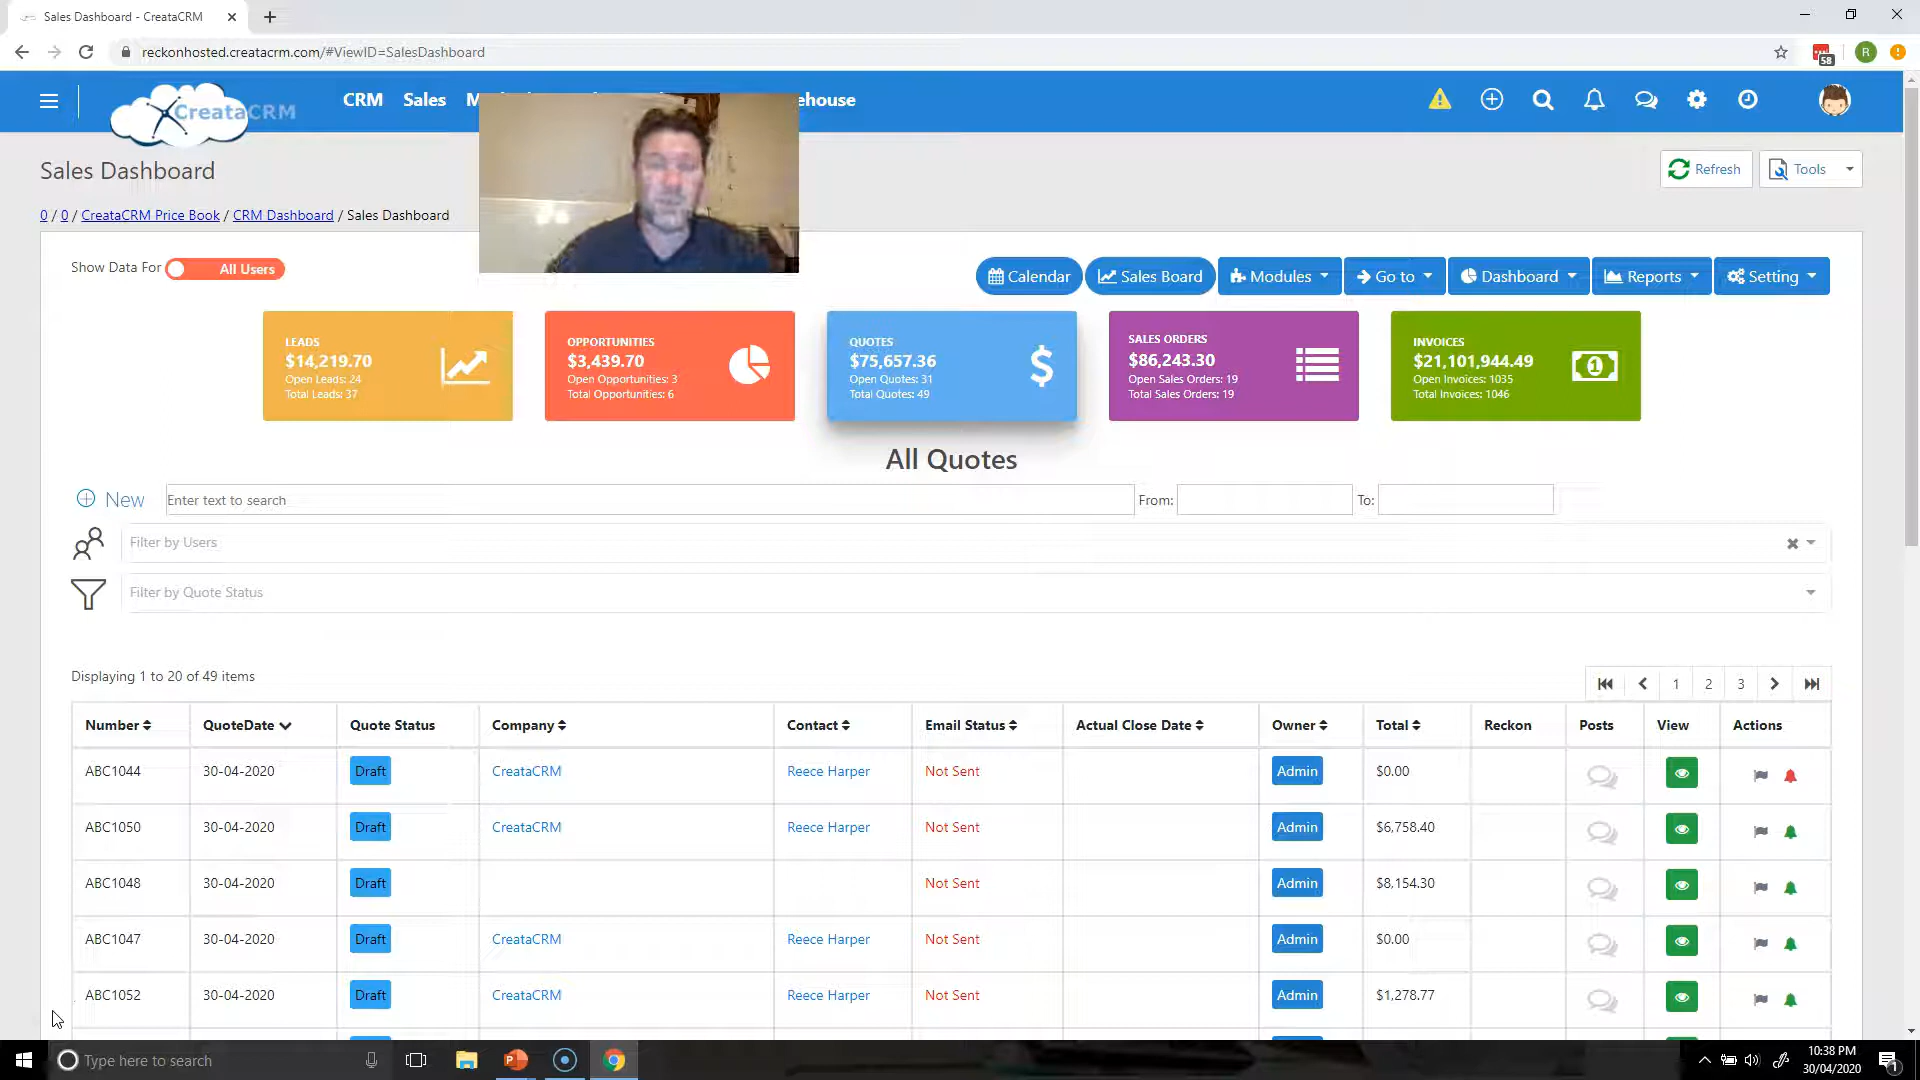 Sales Dashboard - CreataCRM
reckonhosted.creatacrm.com/#ViewID=SalesDashboard
58
R
CreataCRM
CRM Sales
Sales Dashboard
Refresh
Tools
0 / 0 / CreataCRM Price Book / CRM Dashboard / Sales Dashboard
Show Data For All Users
Calendar Sales Board Modules Go to Dashboard Reports Setting
LEADS
$14,219.70
Open Leads: 24
Total Leads: 37
OPPORTUNITIES
$3,439.70
Open Opportunities: 3
Total Opportunities: 6
QUOTES
$75,657.36
Open Quotes: 31
Total Quotes: 49
SALES ORDERS
$86,243.30
Open Sales Orders: 19
Total Sales Orders: 19
INVOICES
$21,101,944.49
Open Invoices: 1035
Total Invoices: 1046
All Quotes
New Enter text to search From: To:
Filter by Users
Filter by Quote Status
Displaying 1 to 20 of 49 items
1 2 3
Number QuoteDate Quote Status Company Contact Email Status Actual Close Date Owner Total Reckon Posts View Actions
ABC1044 30-04-2020 Draft CreataCRM Reece Harper Not Sent Admin $0.00
ABC1050 30-04-2020 Draft CreataCRM Reece Harper Not Sent Admin $6,758.40
ABC1048 30-04-2020 Draft Not Sent Admin $8,154.30
ABC1047 30-04-2020 Draft CreataCRM Reece Harper Not Sent Admin $0.00
ABC1052 30-04-2020 Draft CreataCRM Reece Harper Not Sent Admin $1,278.77
Type here to search
10:38 PM
30/04/2020
1